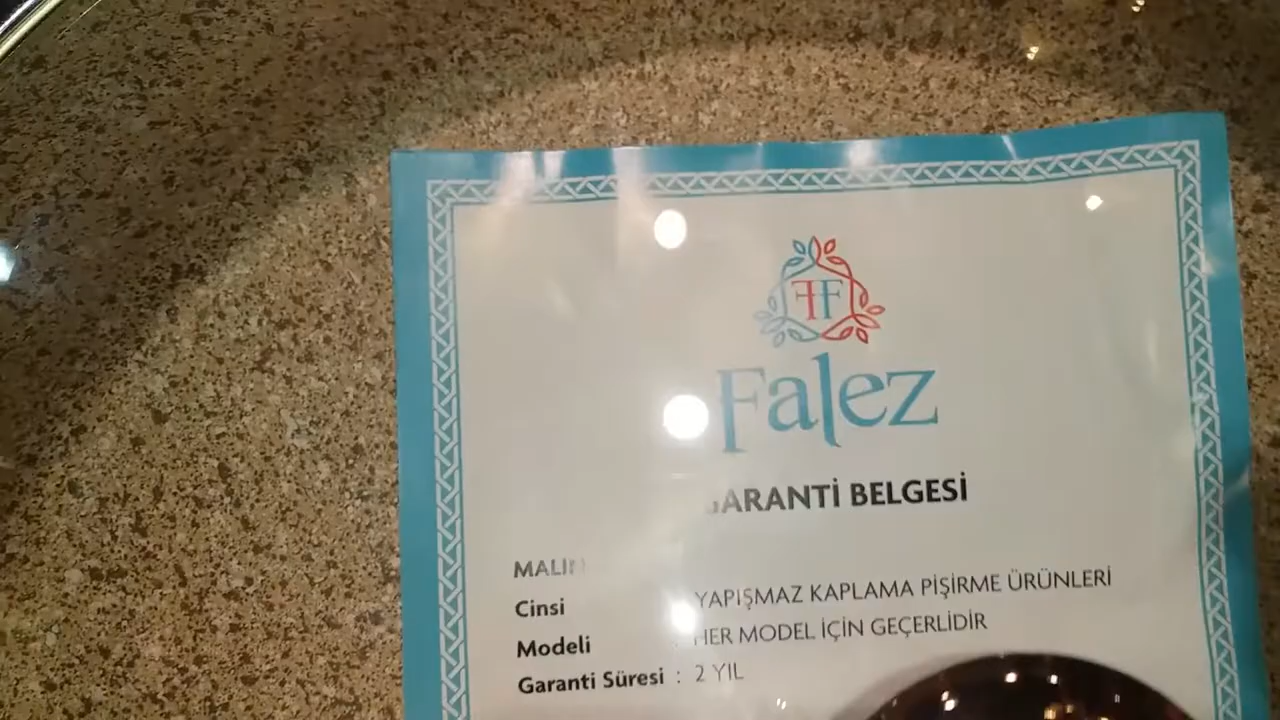 FF
Falez
GARANTİ BELGESİ
MALIN
Cinsi YAPIŞMAZ KAPLAMA PİŞİRME ÜRÜNLERİ
Modeli : HER MODEL İÇİN GEÇERLİDİR
Garanti Süresi : 2 YIL